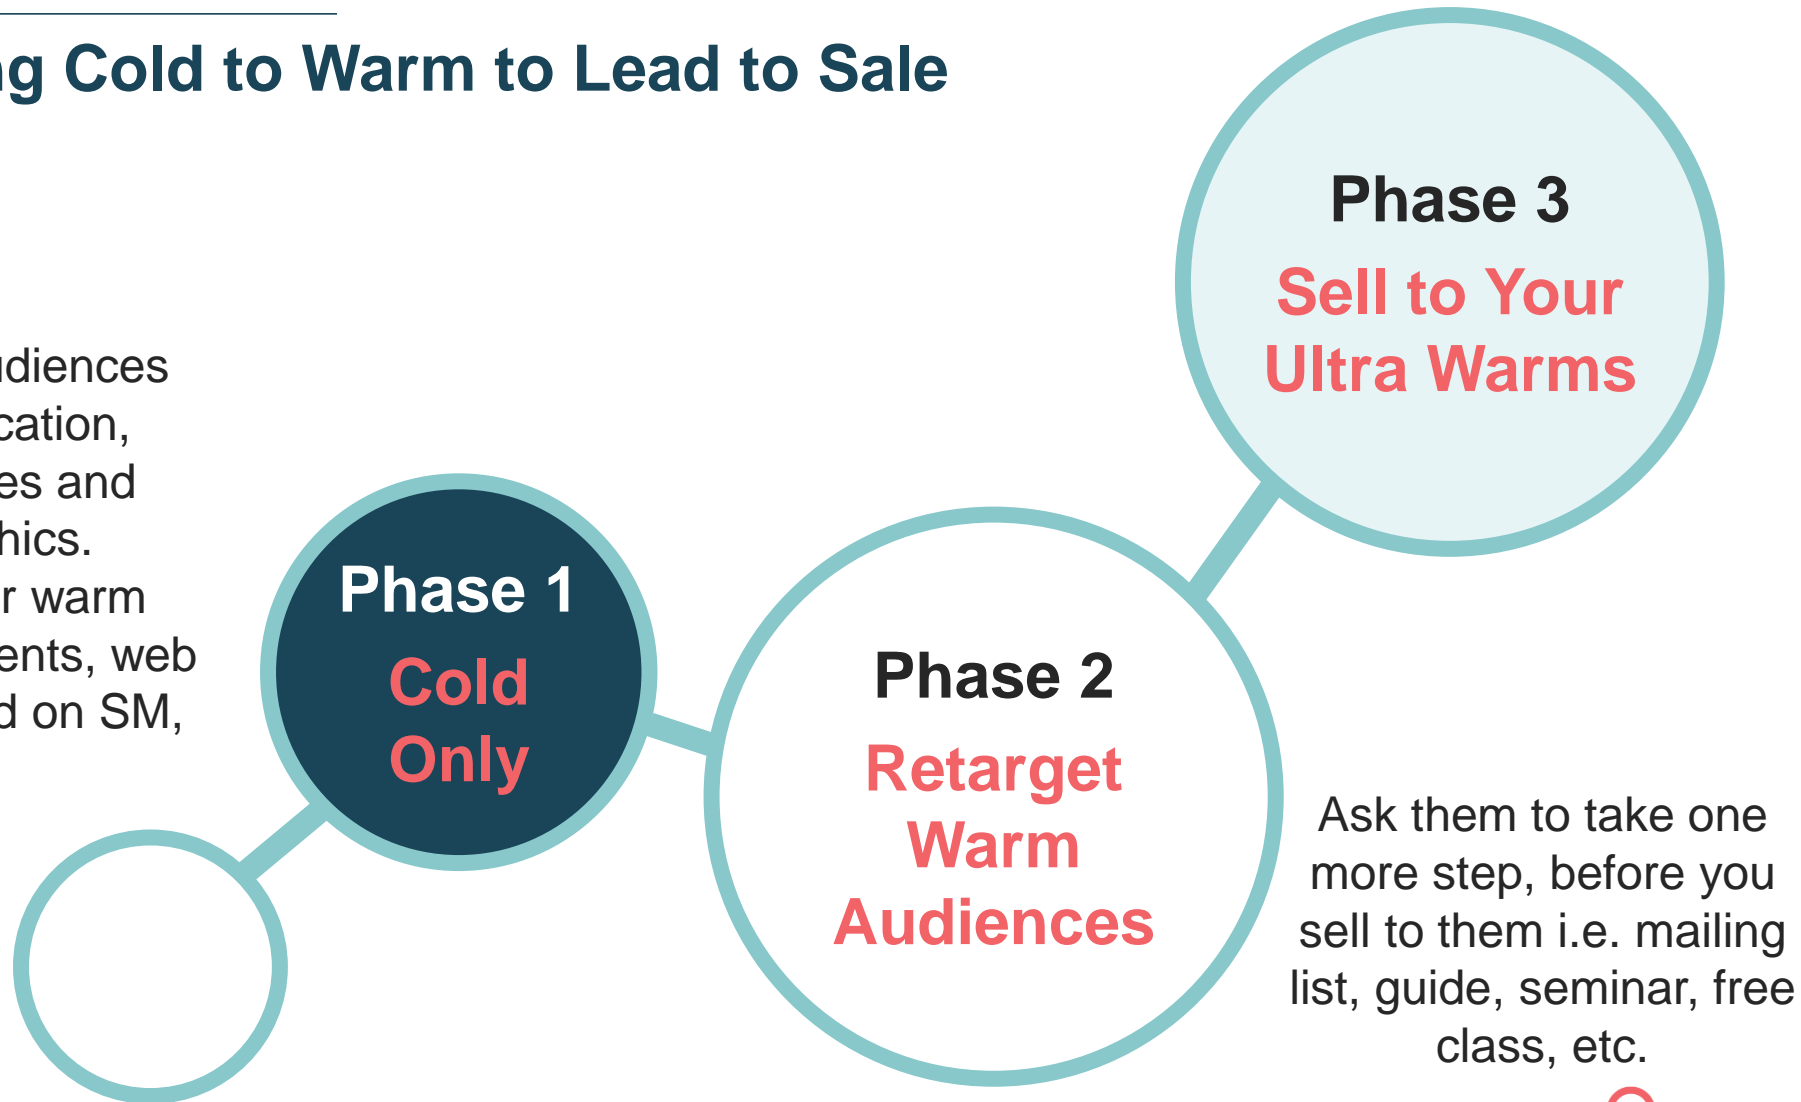 ng Cold to Warm to Lead to Sale
udiences
cation,
es and
hics.
r warm
ents, web
d on SM,
Phase 1
Cold
Only
Phase 2
Retarget
Warm
Audiences
Phase 3
Sell to Your
Ultra Warms
Ask them to take one
more step, before you
sell to them i.e. mailing
list, guide, seminar, free
class, etc.